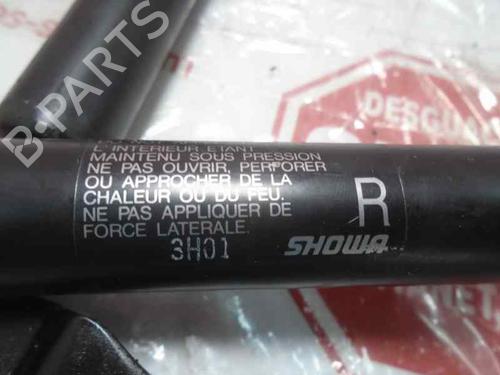 B-PARTS
L'INTERIEUR ETANT
MAINTENU SOUS PRESSION
NE PAS OUVRIR, PERFORER
OU APPROCHER DE LA
CHALEUR OU DU FEU.
NE PAS APPLIQUER DE
FORCE LATERALE.
3H01
R
SHOWA
DESGUA